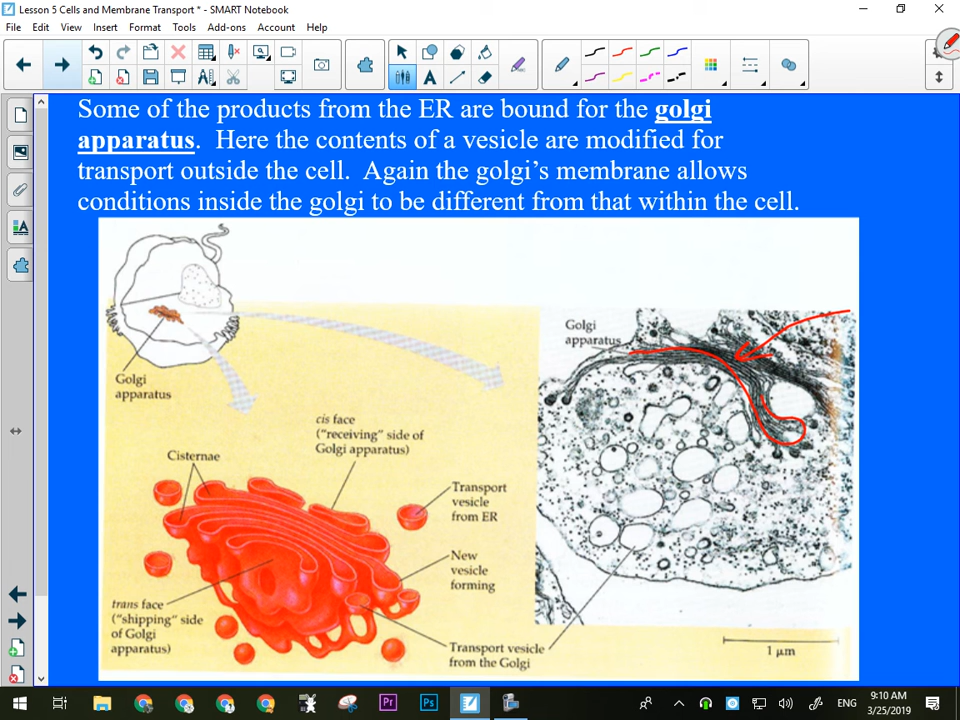 Lesson 5 Cells and Membrane Transport * - SMART Notebook
File Edit View Insert Format Tools Add-ons Account Help
Some of the products from the ER are bound for the golgi
apparatus. Here the contents of a vesicle are modified for
transport outside the cell. Again the golgi's membrane allows
conditions inside the golgi to be different from that within the cell.
Golgi
apparatus
Golgi
apparatus
cis face
("receiving" side of
Golgi apparatus)
Cisternae
Transport
vesicle
from ER
New
vesicle
forming
trans face
("shipping" side
of Golgi
apparatus)
Transport vesicle
from the Golgi
1 µm
Pr
Ps
ENG
9:10 AM
3/25/2019